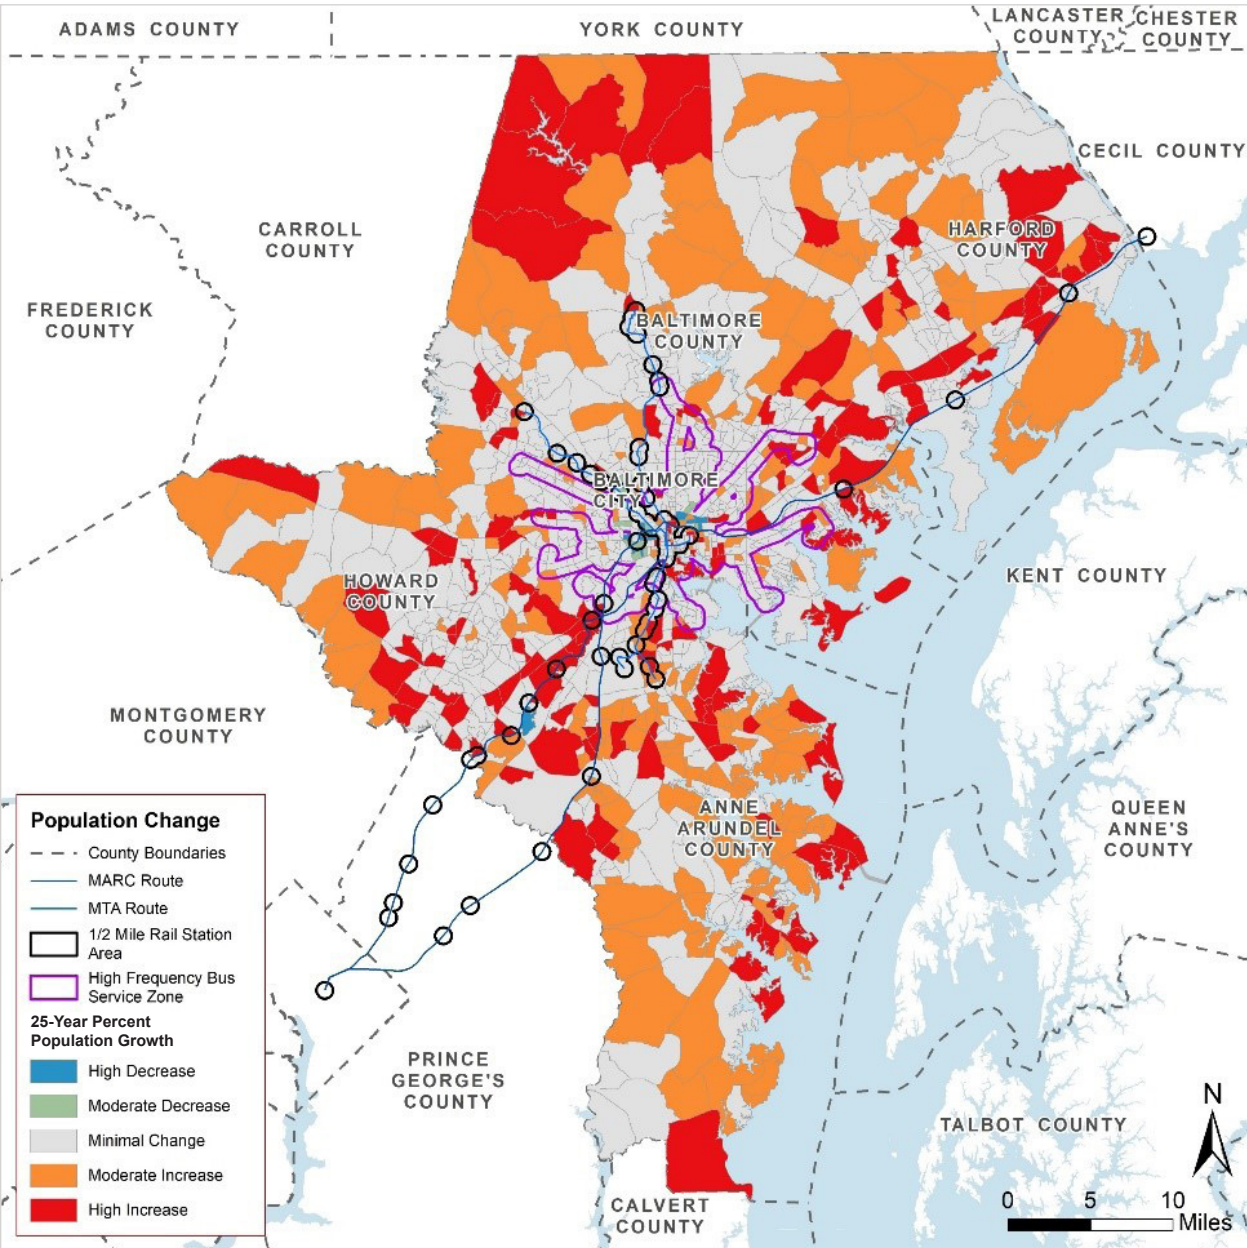 ADAMS COUNTY
YORK COUNTY
LANCASTER
COUNTY
CHESTER
COUNTY
CECIL COUNTY
CARROLL
COUNTY
HARFORD
COUNTY
FREDERICK
COUNTY
BALTIMORE
COUNTY
BALTIMORE
CITY
HOWARD
COUNTY
KENT COUNTY
MONTGOMERY
COUNTY
ANNE
ARUNDEL
COUNTY
QUEEN
ANNE'S
COUNTY
PRINCE
GEORGE'S
COUNTY
TALBOT COUNTY
CALVERT
COUNTY
Population Change
County Boundaries
MARC Route
MTA Route
1/2 Mile Rail Station
Area
High Frequency Bus
Service Zone
25-Year Percent
Population Growth
High Decrease
Moderate Decrease
Minimal Change
Moderate Increase
High Increase
N
0 5 10
Miles